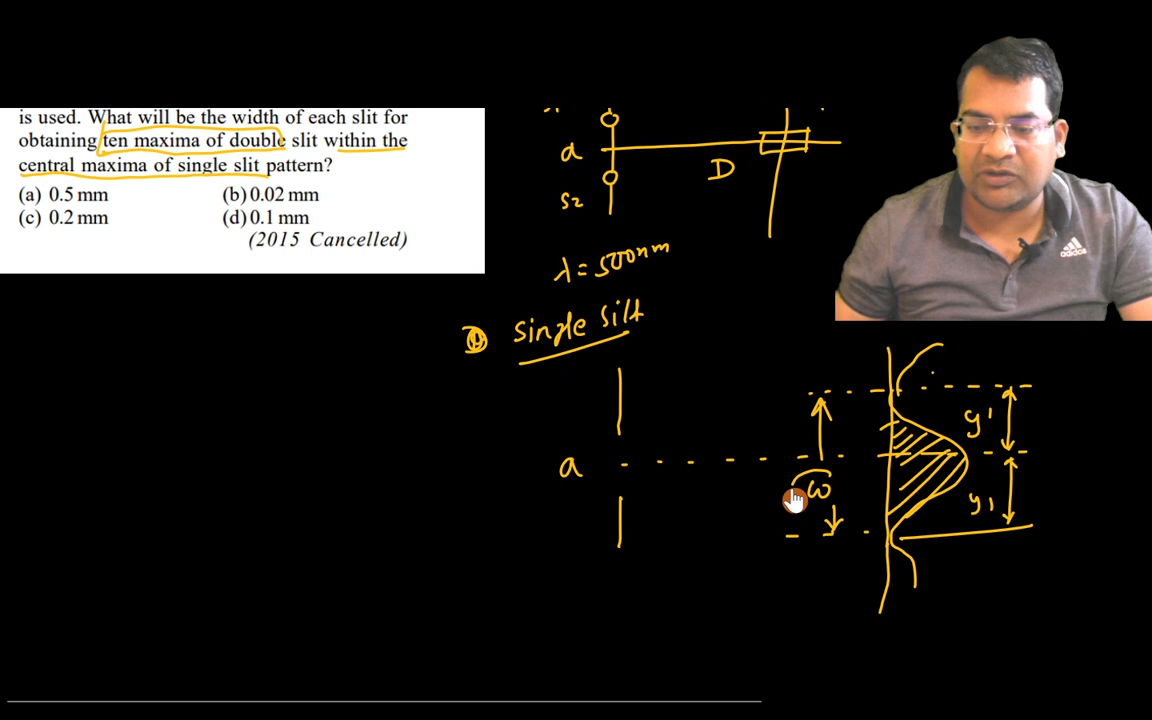 is used. What will be the width of each slit for
obtaining ten maxima of double slit within the
central maxima of single slit pattern?
(a) 0.5 mm (b) 0.02 mm
(c) 0.2 mm (d) 0.1 mm
(2015 Cancelled)
d
D
S2
λ = 500nm
Single silt
a
ω
y1
y1
adidas